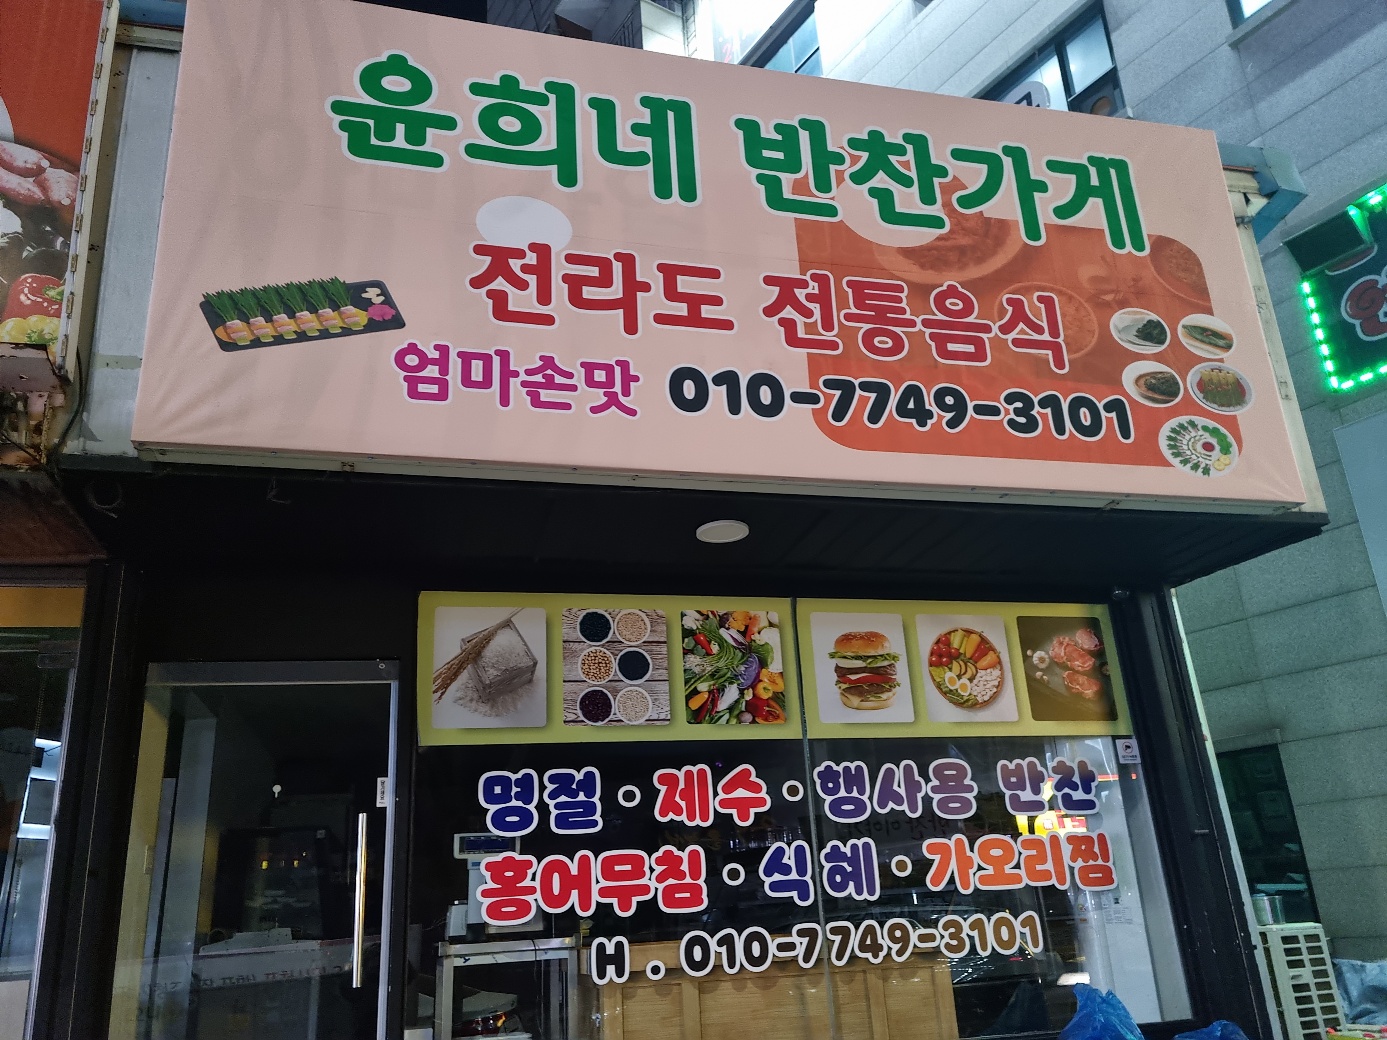 윤희네 반찬가게
전라도 전통음식
엄마손맛 010-7749-3101
명절·제수·행사용 반찬
홍어무침·식혜·가오리찜
H. 010-7749-3101